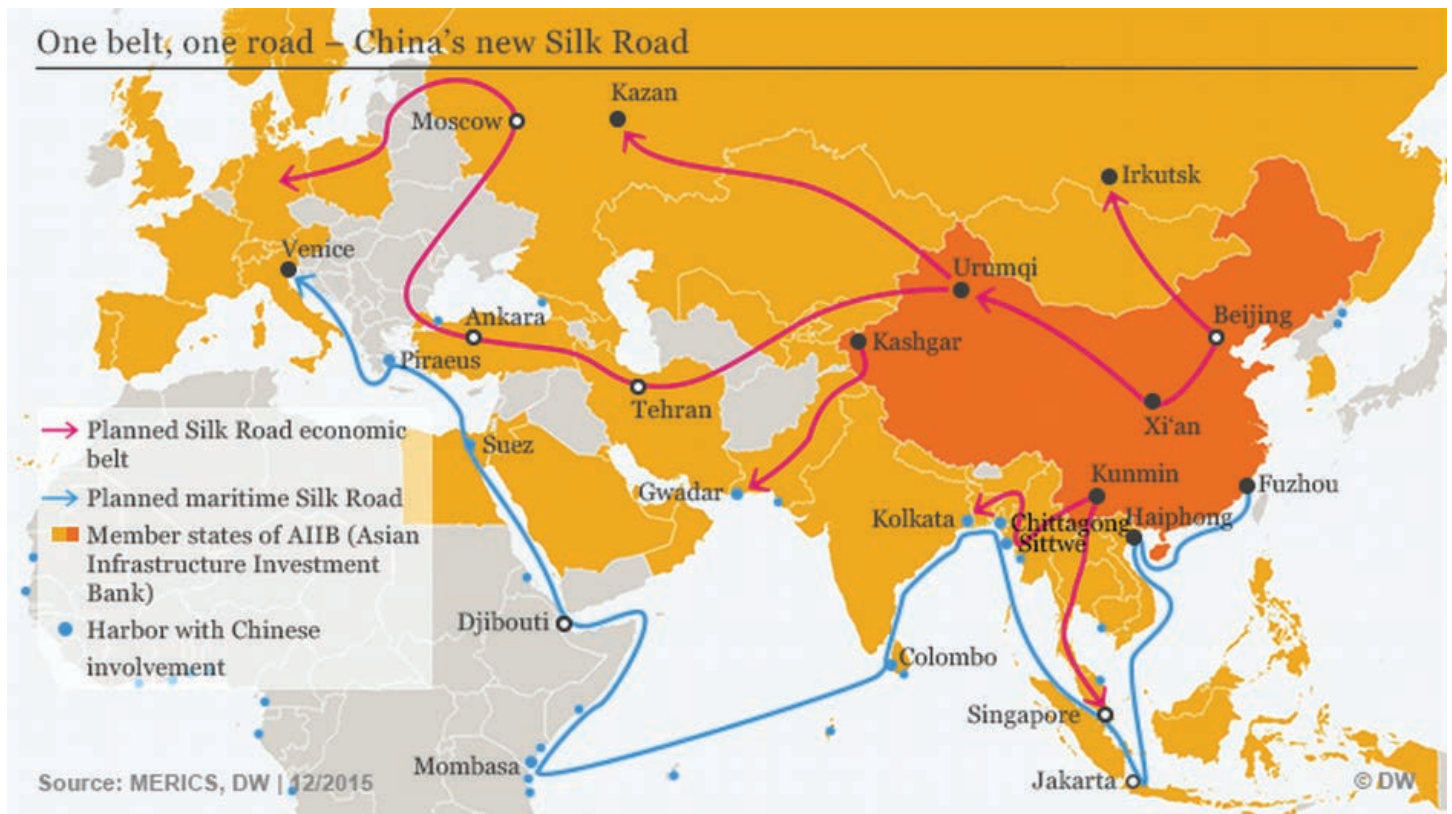 One belt, one road – China's new Silk Road
Kazan
Moscow
Irkutsk
Venice
Urumqi
Ankara
Beijing
Kashgar
Piraeus
Tehran
Planned Silk Road economic
belt
Xi'an
Suez
Kunmin
Planned maritime Silk Road
Gwadar
Fuzhou
Kolkata
Chittagong
Haiphong
Member states of AIIB (Asian
Infrastructure Investment
Bank)
Sittwe
Djibouti
Harbor with Chinese
involvement
Colombo
Singapore
Mombasa
Source: MERICS, DW | 12/2015
Jakarta
© DW